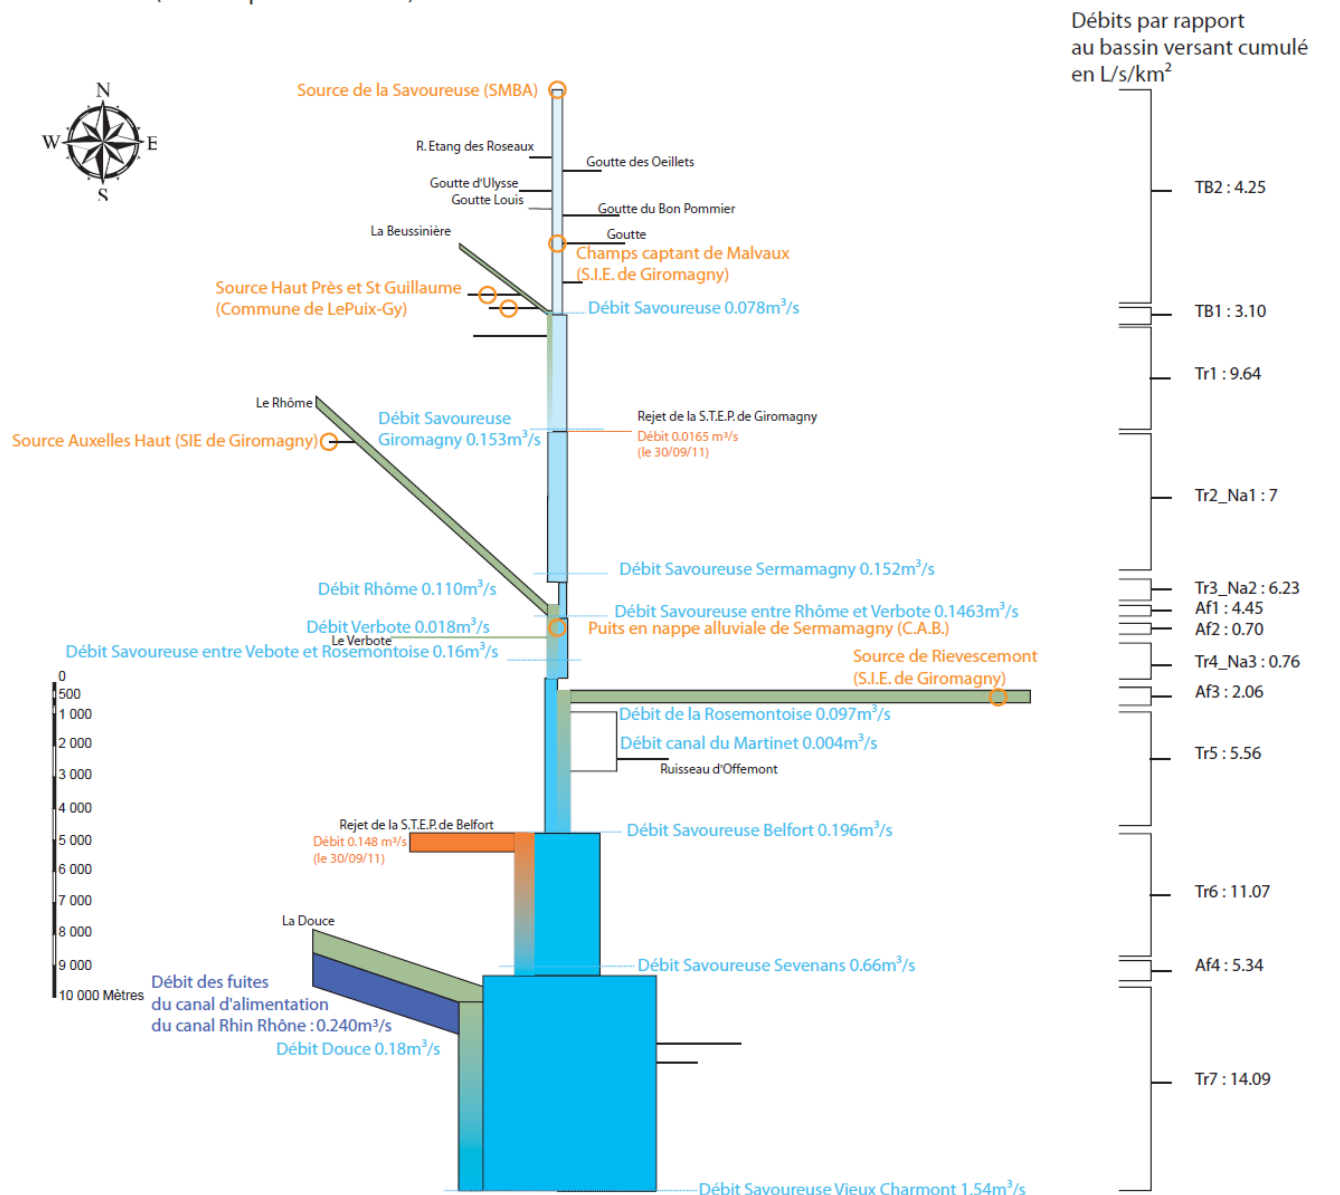 Débits par rapport
au bassin versant cumulé
en L/s/km²
N
W E
S
Source de la Savoureuse (SMBA)
R. Etang des Roseaux
Goutte des Oeillets
Goutte d'Ulysse
Goutte Louis
Goutte du Bon Pommier
La Beussinière
Goutte
Champs captant de Malvaux
(S.I.E. de Giromagny)
Source Haut Près et St Guillaume
(Commune de LePuix-Gy)
Débit Savoureuse 0.078m³/s
TB2 : 4.25
TB1 : 3.10
Tr1 : 9.64
Le Rhôme
Débit Savoureuse
Giromagny 0.153m³/s
Rejet de la S.T.E.P. de Giromagny
Débit 0.0165 m³/s
(le 30/09/11)
Source Auxelles Haut (SIE de Giromagny)
Tr2_Na1 : 7
Débit Savoureuse Sermamagny 0.152m³/s
Débit Rhôme 0.110m³/s
Tr3_Na2 : 6.23
Débit Savoureuse entre Rhôme et Verbote 0.1463m³/s
Af1 : 4.45
Débit Verbote 0.018m³/s
Puits en nappe alluviale de Sermamagny (C.A.B.)
Af2 : 0.70
Le Verbote
Débit Savoureuse entre Vebote et Rosemontoise 0.16m³/s
Source de Rievescemont
(S.I.E. de Giromagny)
Tr4_Na3 : 0.76
Af3 : 2.06
Débit de la Rosemontoise 0.097m³/s
Débit canal du Martinet 0.004m³/s
Ruisseau d'Offemont
Tr5 : 5.56
0
500
1 000
2 000
3 000
4 000
5 000
6 000
7 000
8 000
9 000
10 000 Mètres
Rejet de la S.T.E.P. de Belfort
Débit 0.148 m³/s
(le 30/09/11)
Débit Savoureuse Belfort 0.196m³/s
Tr6 : 11.07
La Douce
Débit Savoureuse Sevenans 0.66m³/s
Af4 : 5.34
Débit des fuites
du canal d'alimentation
du canal Rhin Rhône : 0.240m³/s
Débit Douce 0.18m³/s
Tr7 : 14.09
Débit Savoureuse Vieux Charmont 1.54m³/s